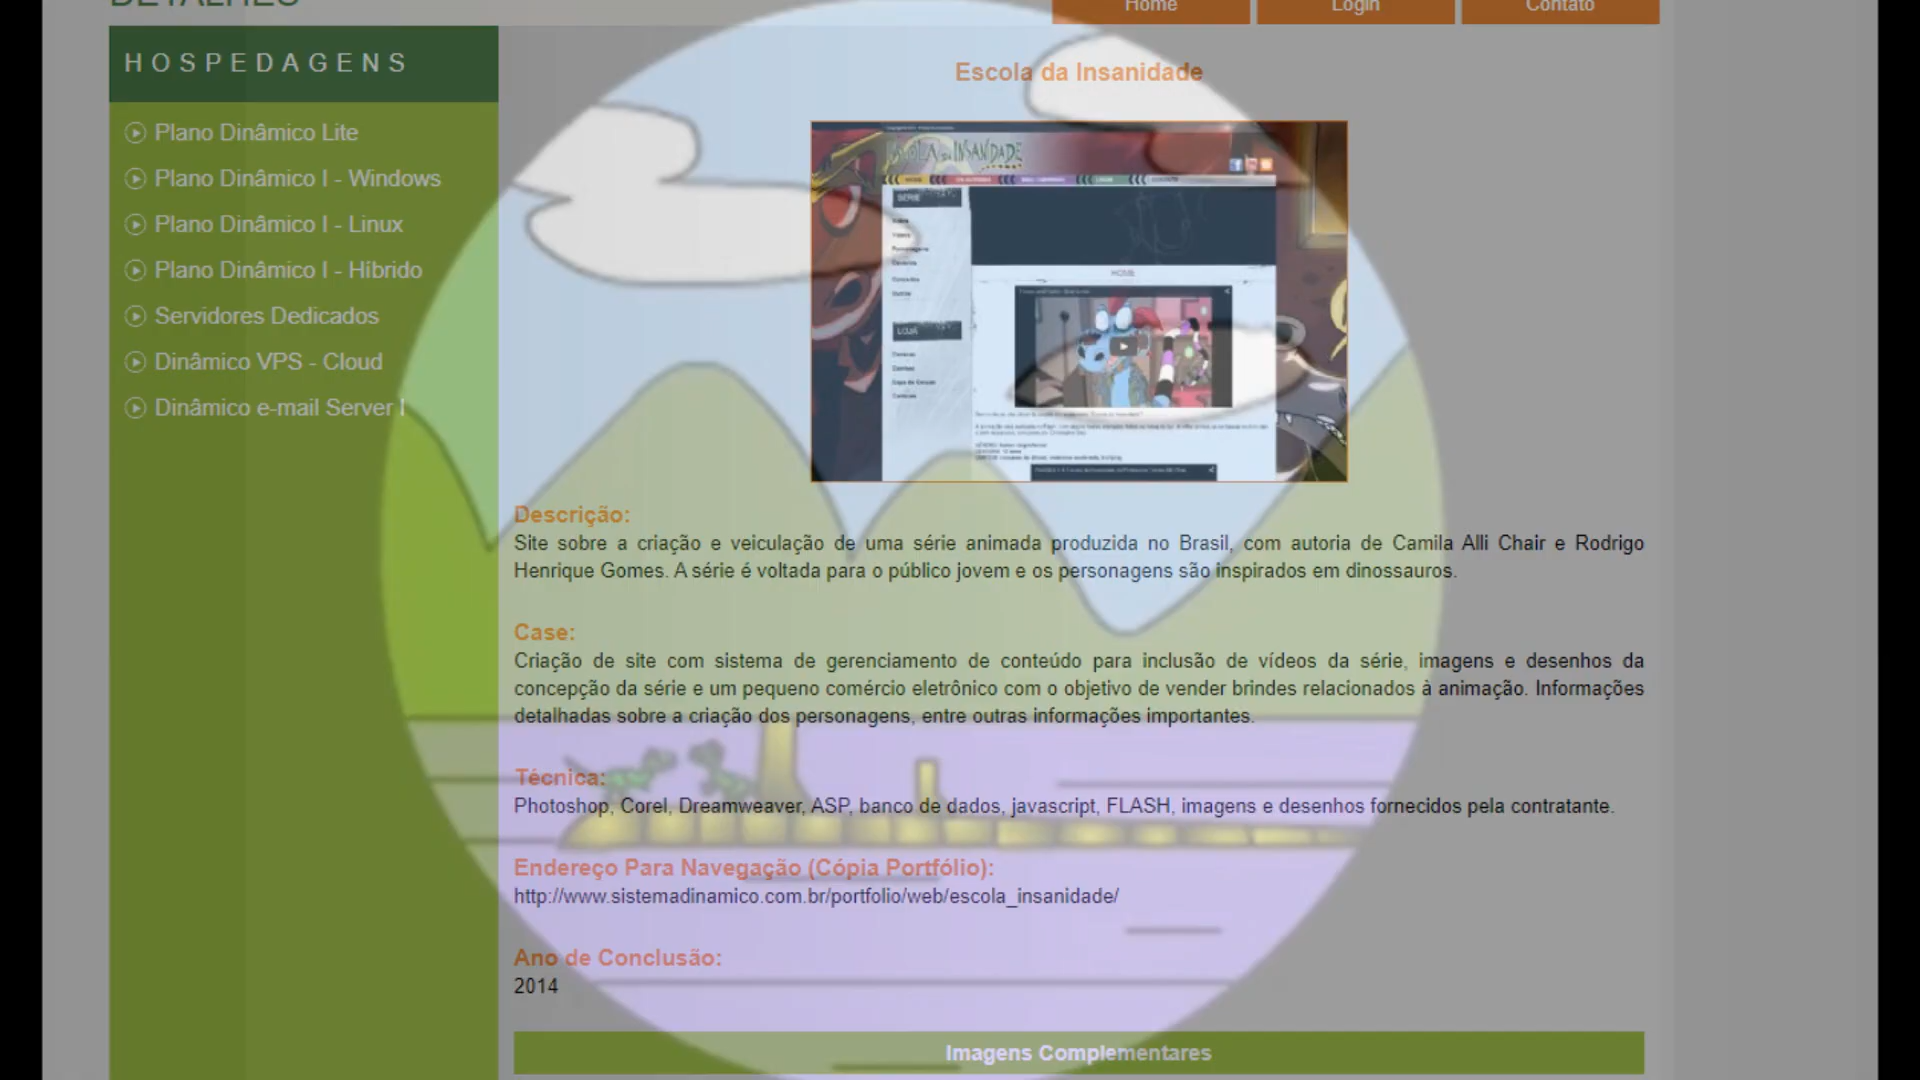 DETALHES
Home
Login
Contato
HOSPEDAGENS
Plano Dinâmico Lite
Plano Dinâmico I - Windows
Plano Dinâmico I - Linux
Plano Dinâmico I - Híbrido
Servidores Dedicados
Dinâmico VPS - Cloud
Dinâmico e-mail Server I
Escola da Insanidade
ESCOLA DA INSANDADE
SÉRIE
LOJA
HOME
Descrição:
Site sobre a criação e veiculação de uma série animada produzida no Brasil, com autoria de Camila Alli Chair e Rodrigo
Henrique Gomes. A série é voltada para o público jovem e os personagens são inspirados em dinossauros.
Case:
Criação de site com sistema de gerenciamento de conteúdo para inclusão de vídeos da série, imagens e desenhos da
concepção da série e um pequeno comércio eletrônico com o objetivo de vender brindes relacionados à animação. Informações
detalhadas sobre a criação dos personagens, entre outras informações importantes.
Técnica:
Photoshop, Corel, Dreamweaver, ASP, banco de dados, javascript, FLASH, imagens e desenhos fornecidos pela contratante.
Endereço Para Navegação (Cópia Portfólio):
http://www.sistemadinamico.com.br/portfolio/web/escola_insanidade/
Ano de Conclusão:
2014
Imagens Complementares